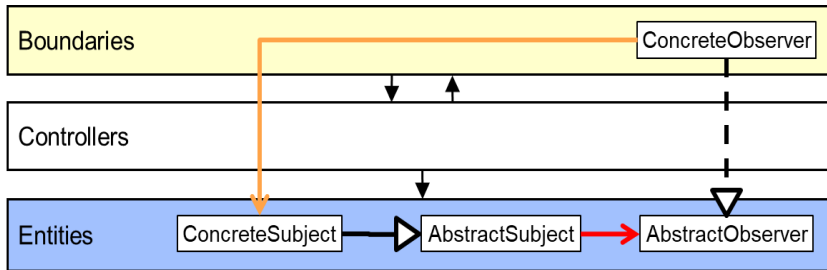 Boundaries
ConcreteObserver
Controllers
Entities
ConcreteSubject
AbstractSubject
AbstractObserver